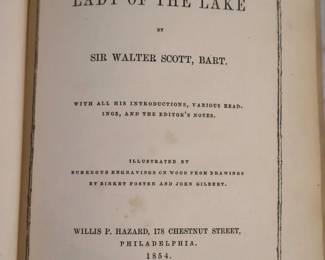 LADY OF THE LAKE
BY
SIR WALTER SCOTT, BART.
WITH ALL HIS INTRODUCTIONS, VARIOUS READ-
INGS, AND THE EDITOR'S NOTES.
ILLUSTRATED BY
NUMEROUS ENGRAVINGS ON WOOD FROM DRAWINGS
BY BIRKET FOSTER AND JOHN GILBERT.
WILLIS P. HAZARD, 178 CHESTNUT STREET,
PHILADELPHIA.
1854.